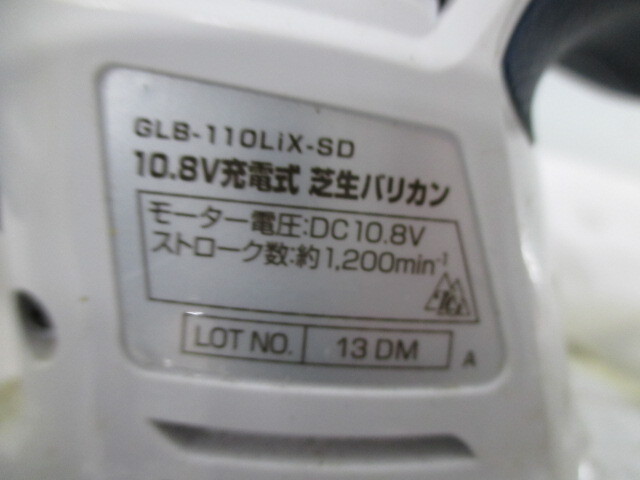 GLB-110LiX-SD
10.8V充電式 芝生バリカン
モーター電圧:DC10.8V
ストローク数:約1,200min⁻¹
LOT NO. 13 DM A